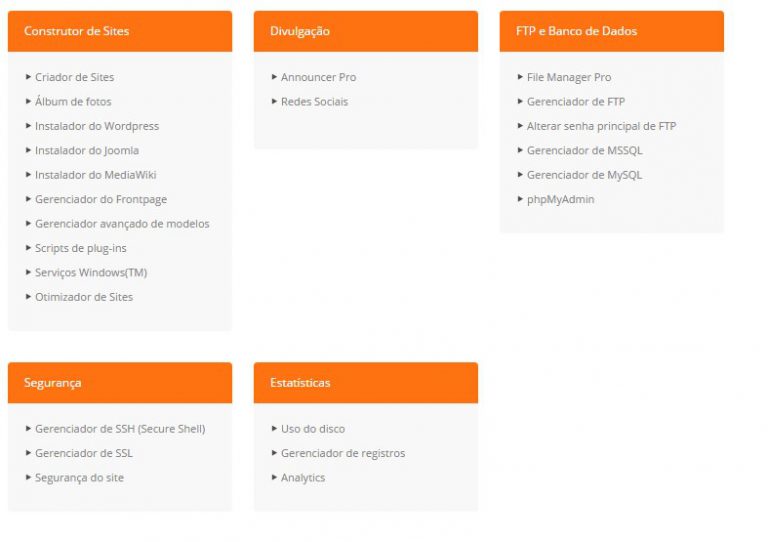 Construtor de Sites
Criador de Sites
Álbum de fotos
Instalador do Wordpress
Instalador do Joomla
Instalador do MediaWiki
Gerenciador do Frontpage
Gerenciador avançado de modelos
Scripts de plug-ins
Serviços Windows(TM)
Otimizador de Sites
Divulgação
Announcer Pro
Redes Sociais
FTP e Banco de Dados
File Manager Pro
Gerenciador de FTP
Alterar senha principal de FTP
Gerenciador de MSSQL
Gerenciador de MySQL
phpMyAdmin
Segurança
Gerenciador de SSH (Secure Shell)
Gerenciador de SSL
Segurança do site
Estatísticas
Uso do disco
Gerenciador de registros
Analytics